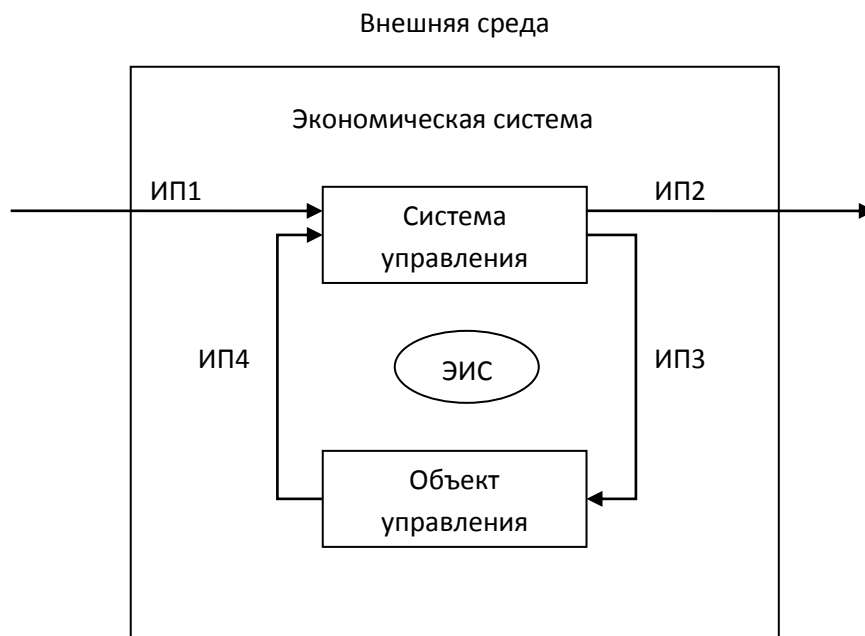 Внешняя среда
Экономическая система
ИП1
ИП2
Система
управления
ИП4
ЭИС
ИП3
Объект
управления